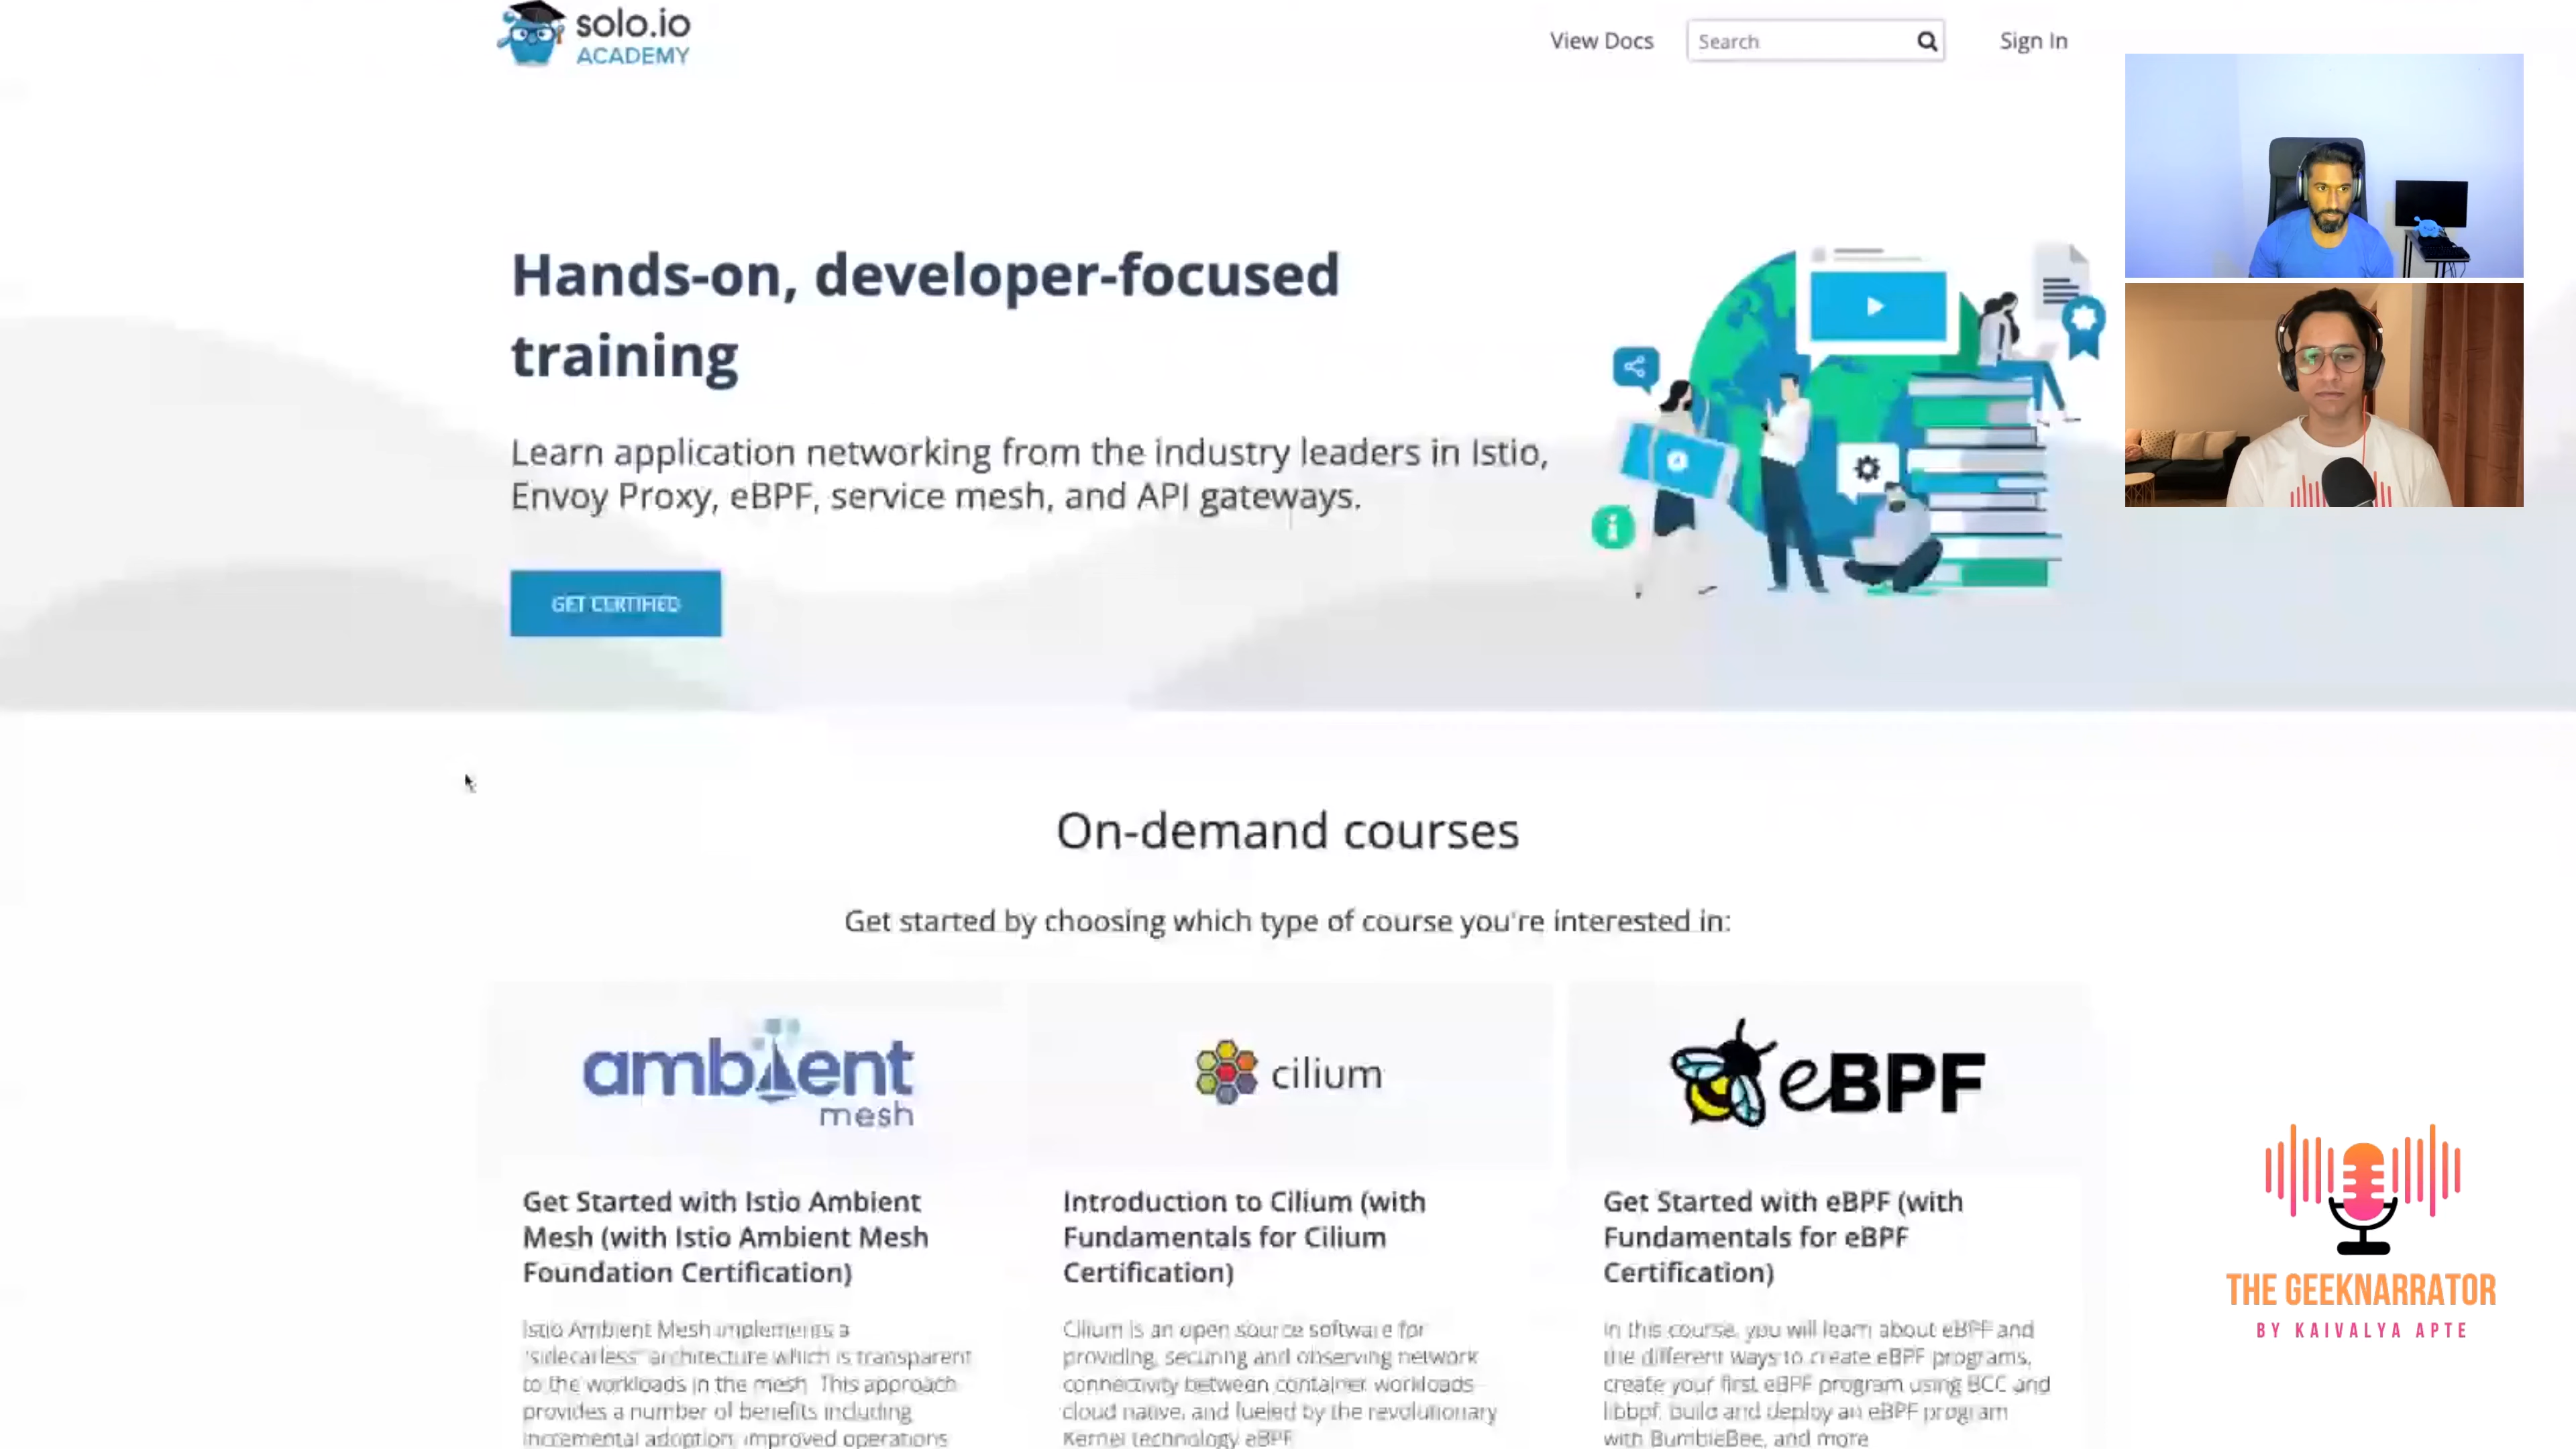 solo.io
ACADEMY
View Docs
Search
Sign In
Hands-on, developer-focused
training
Learn application networking from the industry leaders in Istio,
Envoy Proxy, eBPF, service mesh, and API gateways.
GET CERTIFIED
On-demand courses
Get started by choosing which type of course you're interested in:
ambient
mesh
cilium
eBPF
Get Started with Istio Ambient
Mesh (with Istio Ambient Mesh
Foundation Certification)
Introduction to Cilium (with
Fundamentals for Cilium
Certification)
Get Started with eBPF (with
Fundamentals for eBPF
Certification)
Istio Ambient Mesh implements a
"sidecarless" architecture which is transparent
to the workloads in the mesh. This approach
provides a number of benefits including
incremental adoption, improved operations
Cilium is an open source software for
providing, securing and observing network
connectivity between container workloads
cloud native, and fueled by the revolutionary
Kernel technology eBPF
In this course, you will learn about eBPF and
the different ways to create eBPF programs,
create your first eBPF program using BCC and
libbpf, build and deploy an eBPF program
with BumbleBee, and more
THE GEEKNARRATOR
BY KAIVALYA APTE